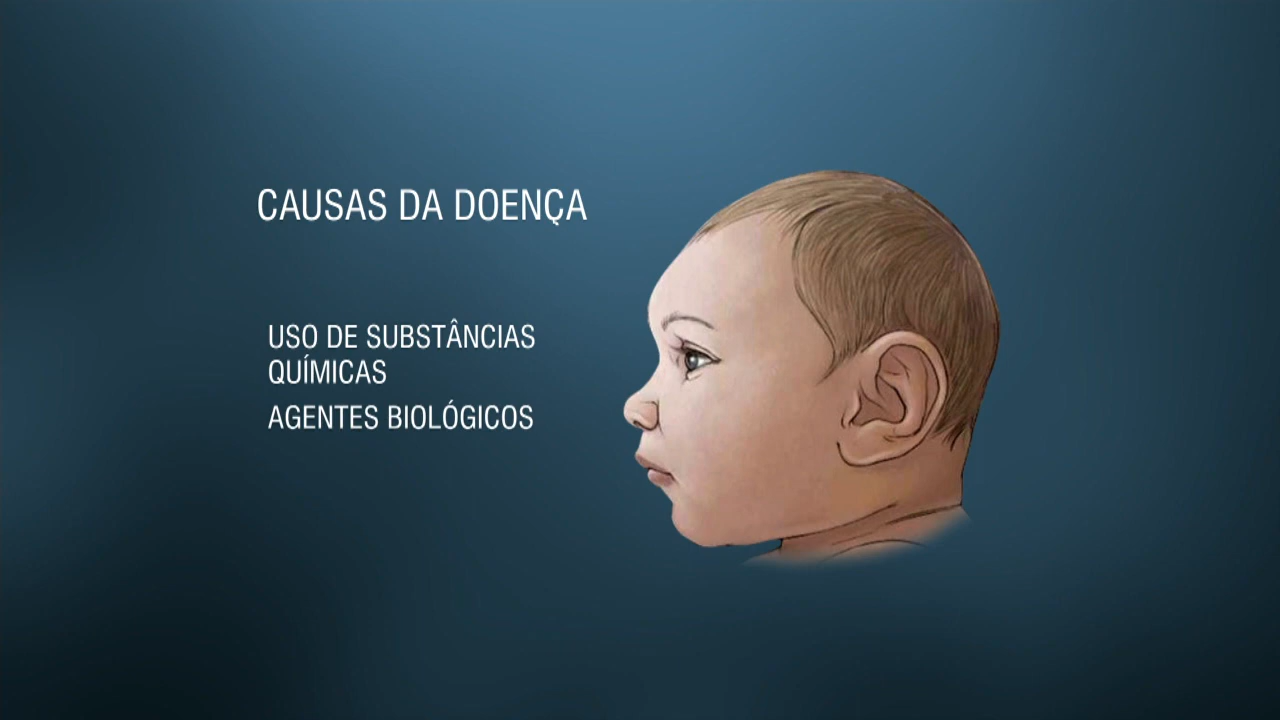 CAUSAS DA DOENÇA
USO DE SUBSTÂNCIAS
QUÍMICAS
AGENTES BIOLÓGICOS